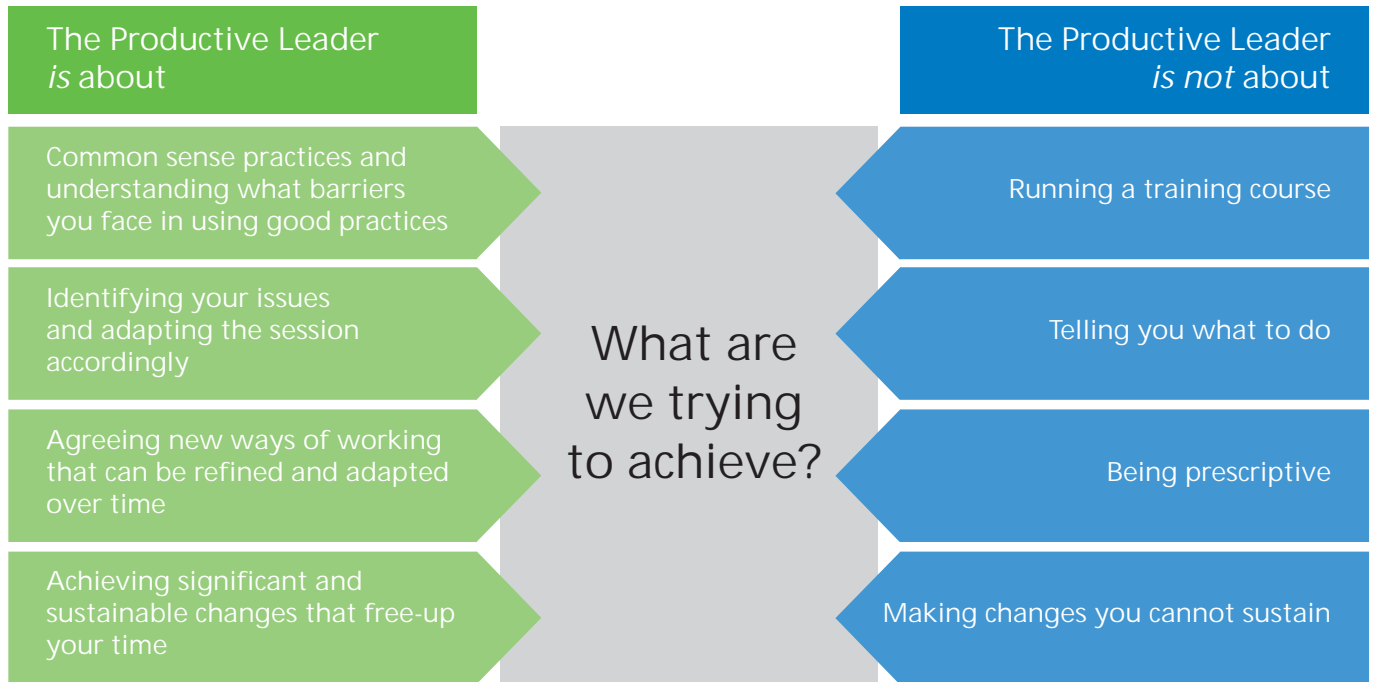 The Productive Leader
is about
Common sense practices and
understanding what barriers
you face in using good practices
Identifying your issues
and adapting the session
accordingly
Agreeing new ways of working
that can be refined and adapted
over time
Achieving significant and
sustainable changes that free-up
your time
What are
we trying
to achieve?
The Productive Leader
is not about
Running a training course
Telling you what to do
Being prescriptive
Making changes you cannot sustain